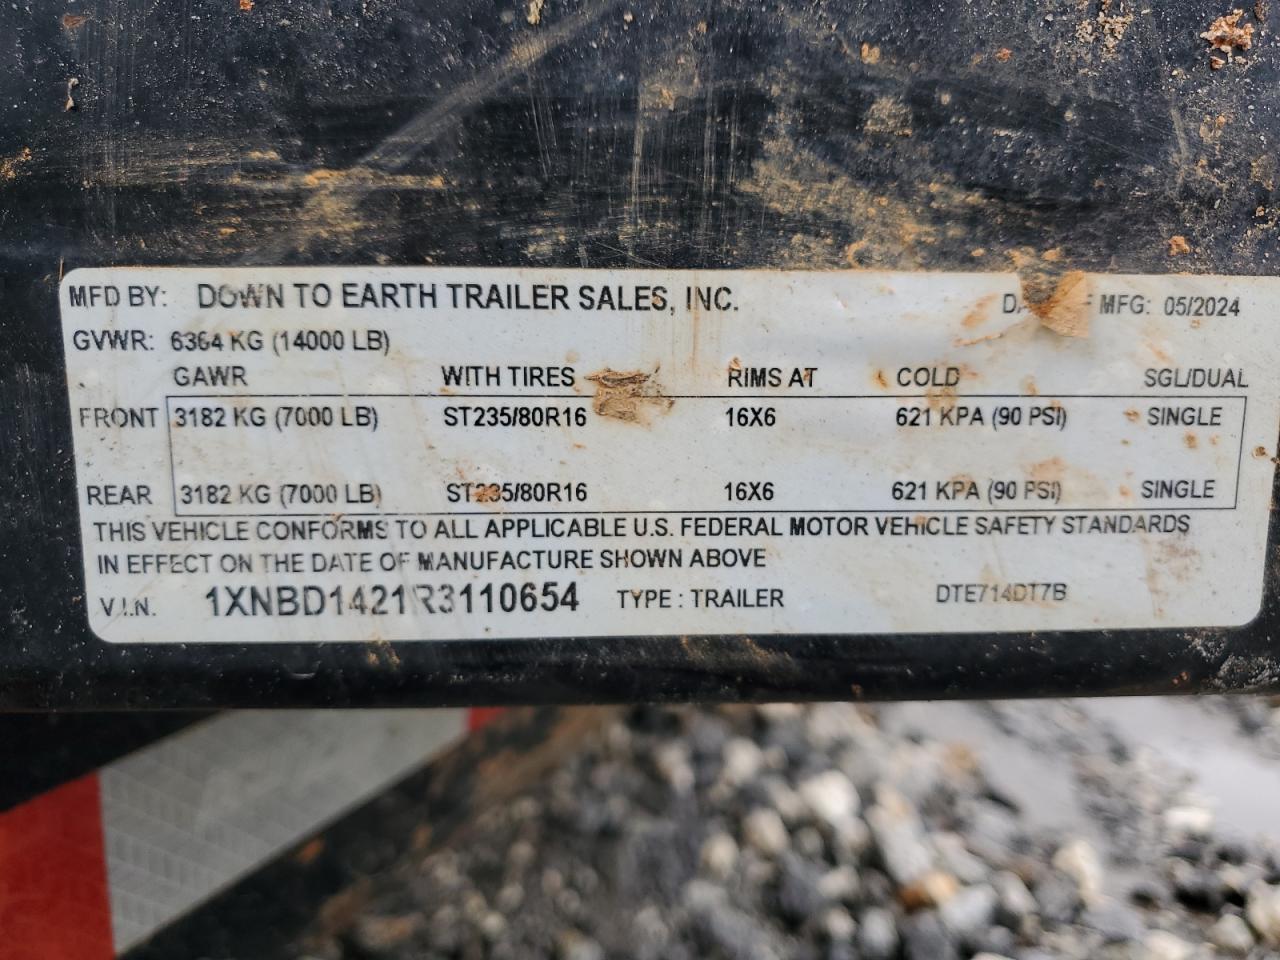 MFD BY: DOWN TO EARTH TRAILER SALES, INC. MFG: 05/2024
GVWR: 6364 KG (14000 LB)
GAWR WITH TIRES RIMS AT COLD SGL/DUAL
FRONT 3182 KG (7000 LB) ST235/80R16 16X6 621 KPA (90 PSI) SINGLE
REAR 3182 KG (7000 LB) ST235/80R16 16X6 621 KPA (90 PSI) SINGLE
THIS VEHICLE CONFORMS TO ALL APPLICABLE U.S. FEDERAL MOTOR VEHICLE SAFETY STANDARDS
IN EFFECT ON THE DATE OF MANUFACTURE SHOWN ABOVE
V.I.N. 1XNBD1421R3110654 TYPE : TRAILER DTE714DT7B